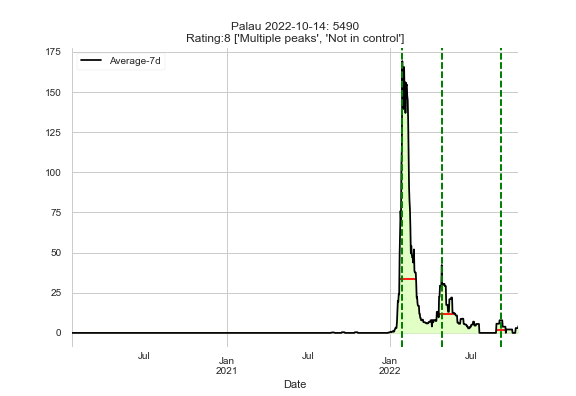 Palau 2022-10-14: 5490
Rating:8 ['Multiple peaks', 'Not in control']
Average-7d
175
150
125
100
75
50
25
0
Jul
Jan
2021
Jul
Jan
2022
Jul
Date